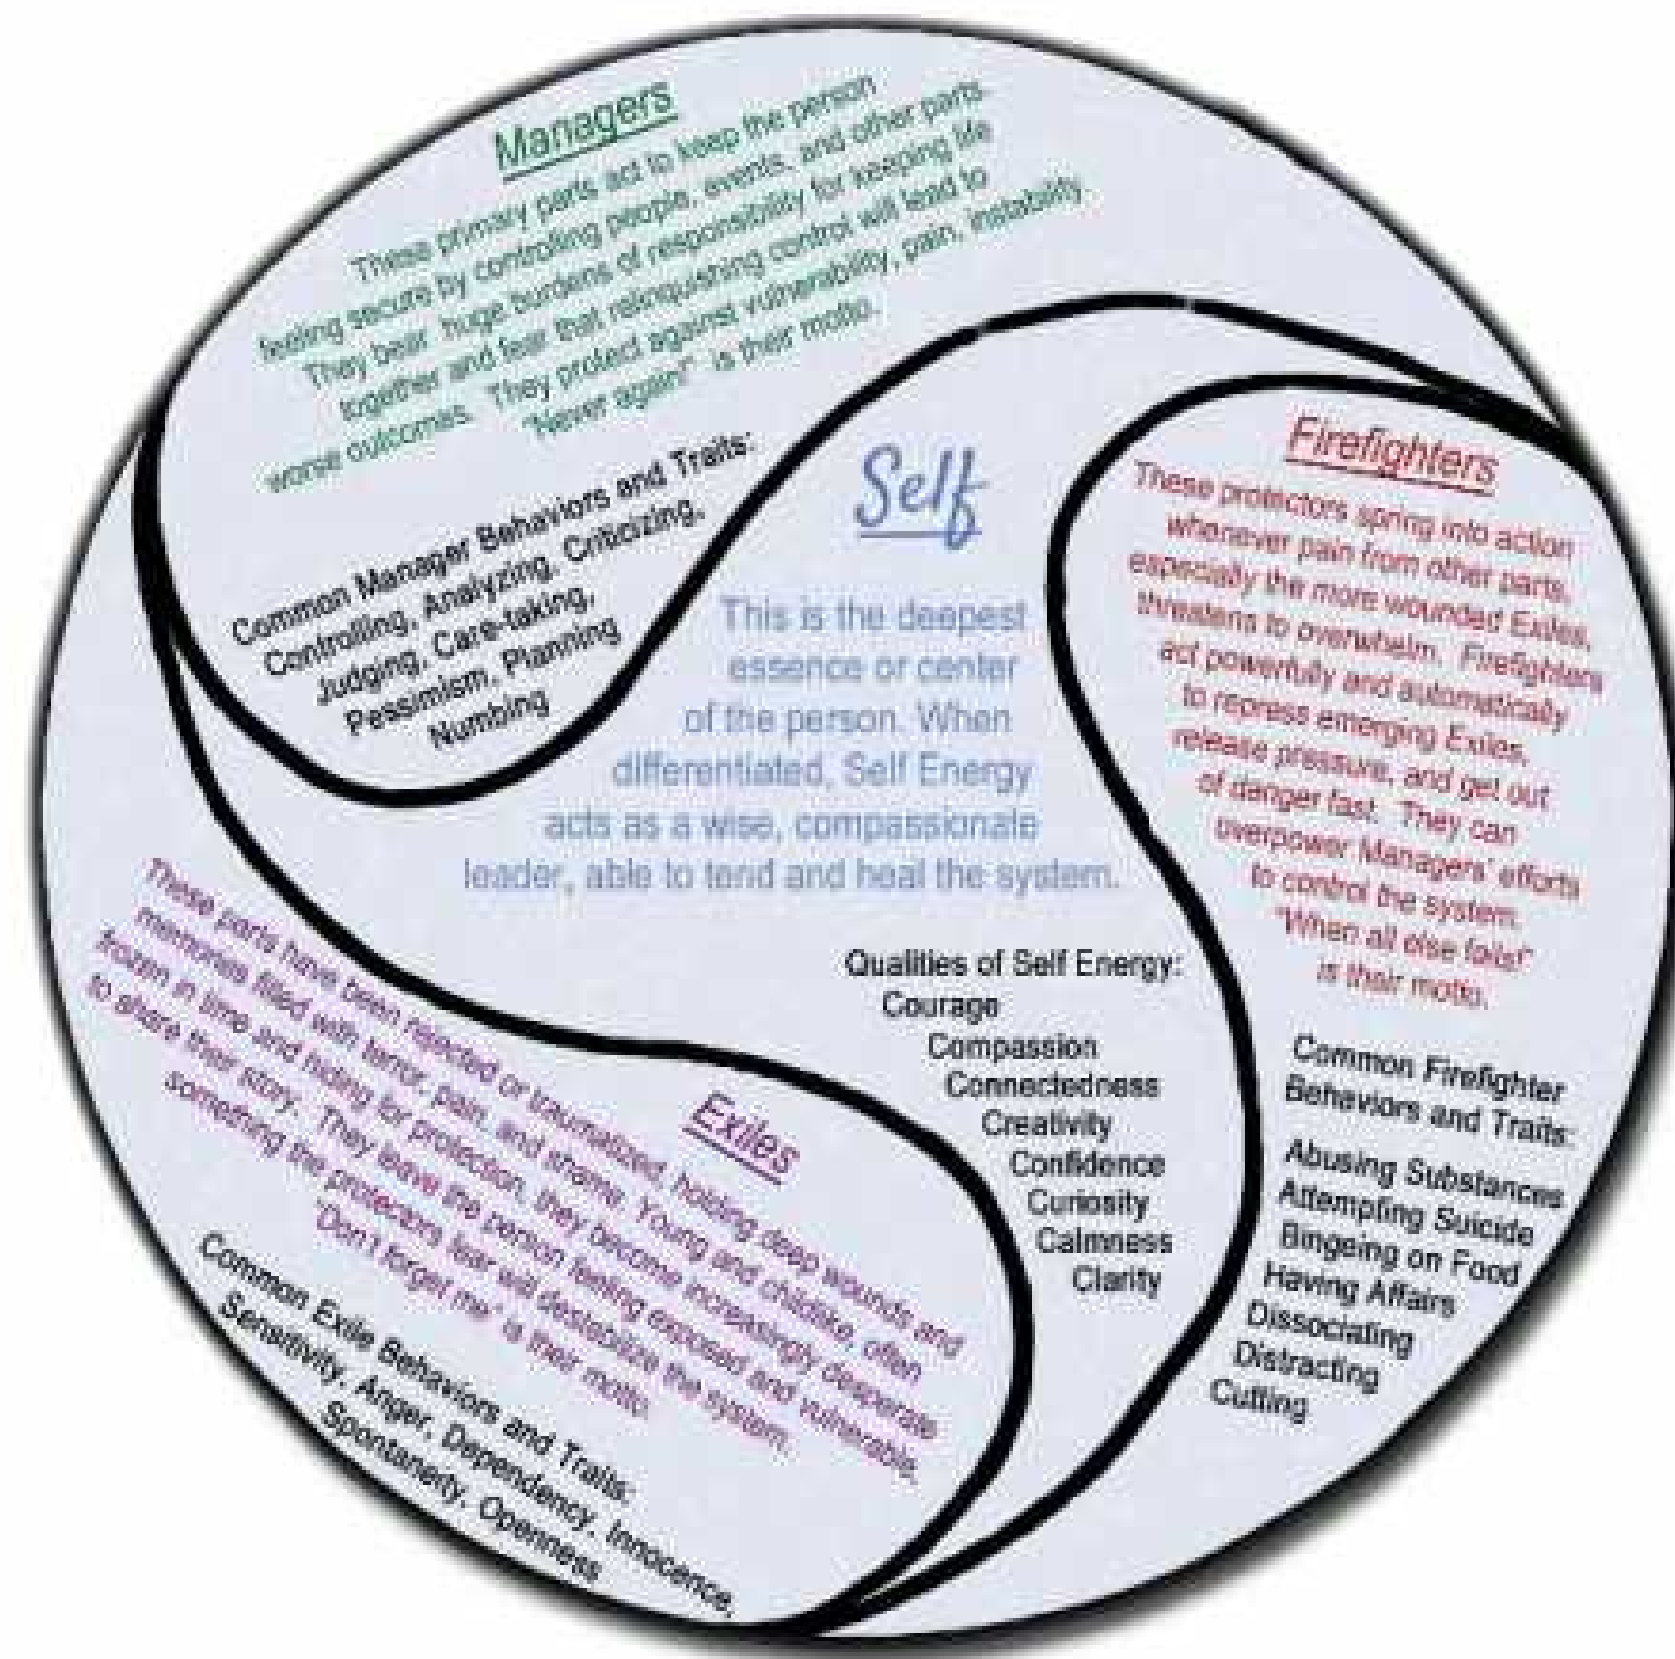 Managers
These primary parts act to keep the person
feeling secure by controlling people, events, and other parts.
They bear huge burdens of responsibility for keeping life
together and fear that relinquishing control will lead to
worse outcomes. They protect against vulnerability, pain, instability.
"Never again!" is their motto.
Common Manager Behaviors and Traits:
Controlling, Analyzing, Criticizing,
Judging, Care-taking,
Pessimism, Planning
Numbing
Self
This is the deepest
essence or center
of the person. When
differentiated, Self Energy
acts as a wise, compassionate
leader, able to tend and heal the system.
Qualities of Self Energy:
Courage
Compassion
Connectedness
Creativity
Confidence
Curiosity
Calmness
Clarity
Firefighters
These protectors spring into action
whenever pain from other parts,
especially the more wounded Exiles,
threatens to overwhelm. Firefighters
act powerfully and automatically
to repress emerging Exiles,
release pressure, and get out
of danger fast. They can
overpower Managers' efforts
to control the system.
"When all else fails!"
is their motto.
Common Firefighter
Behaviors and Traits:
Abusing Substances
Attempting Suicide
Bingeing on Food
Having Affairs
Dissociating
Distracting
Cutting
Exiles
These parts have been rejected or traumatized, holding deep wounds and
memories filled with terror, pain, and shame. Young and childlike, often
frozen in time and hiding for protection, they become increasingly desperate
to share their story. They leave the person feeling exposed and vulnerable,
something the protectors fear will destabilize the system.
"Don't forget me" is their motto.
Common Exile Behaviors and Traits:
Sensitivity, Anger, Dependency, Innocence,
Spontaneity, Openness